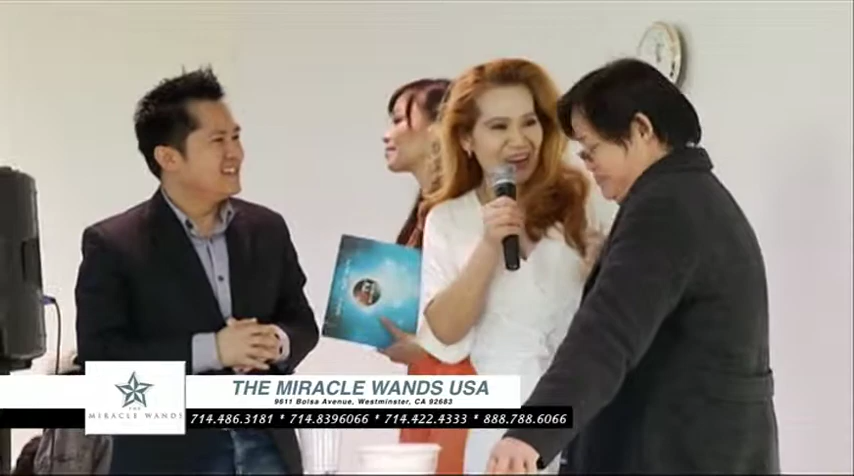 THE MIRACLE WANDS USA
9611 Bolsa Avenue, Westminster, CA 92683
THE
MIRACLE WANDS
714.486.3181 * 714.8396066 * 714.422.4333 * 888.788.6066